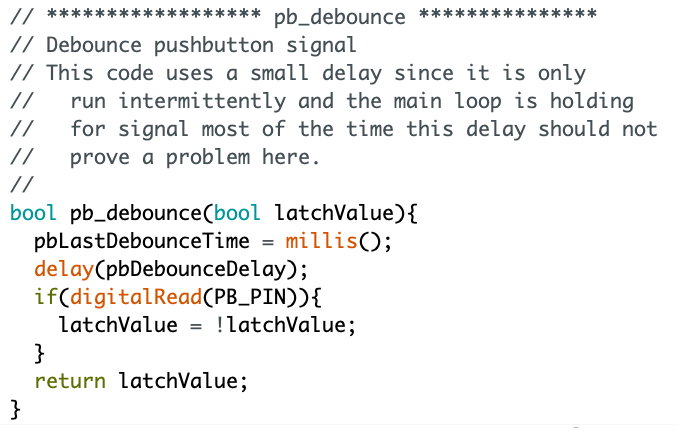 // ****************** pb_debounce ***************
// Debounce pushbutton signal
// This code uses a small delay since it is only
//   run intermittently and the main loop is holding
//   for signal most of the time this delay should not
//   prove a problem here.
//
bool pb_debounce(bool latchValue){
  pbLastDebounceTime = millis();
  delay(pbDebounceDelay);
  if(digitalRead(PB_PIN)){
    latchValue = !latchValue;
  }
  return latchValue;
}